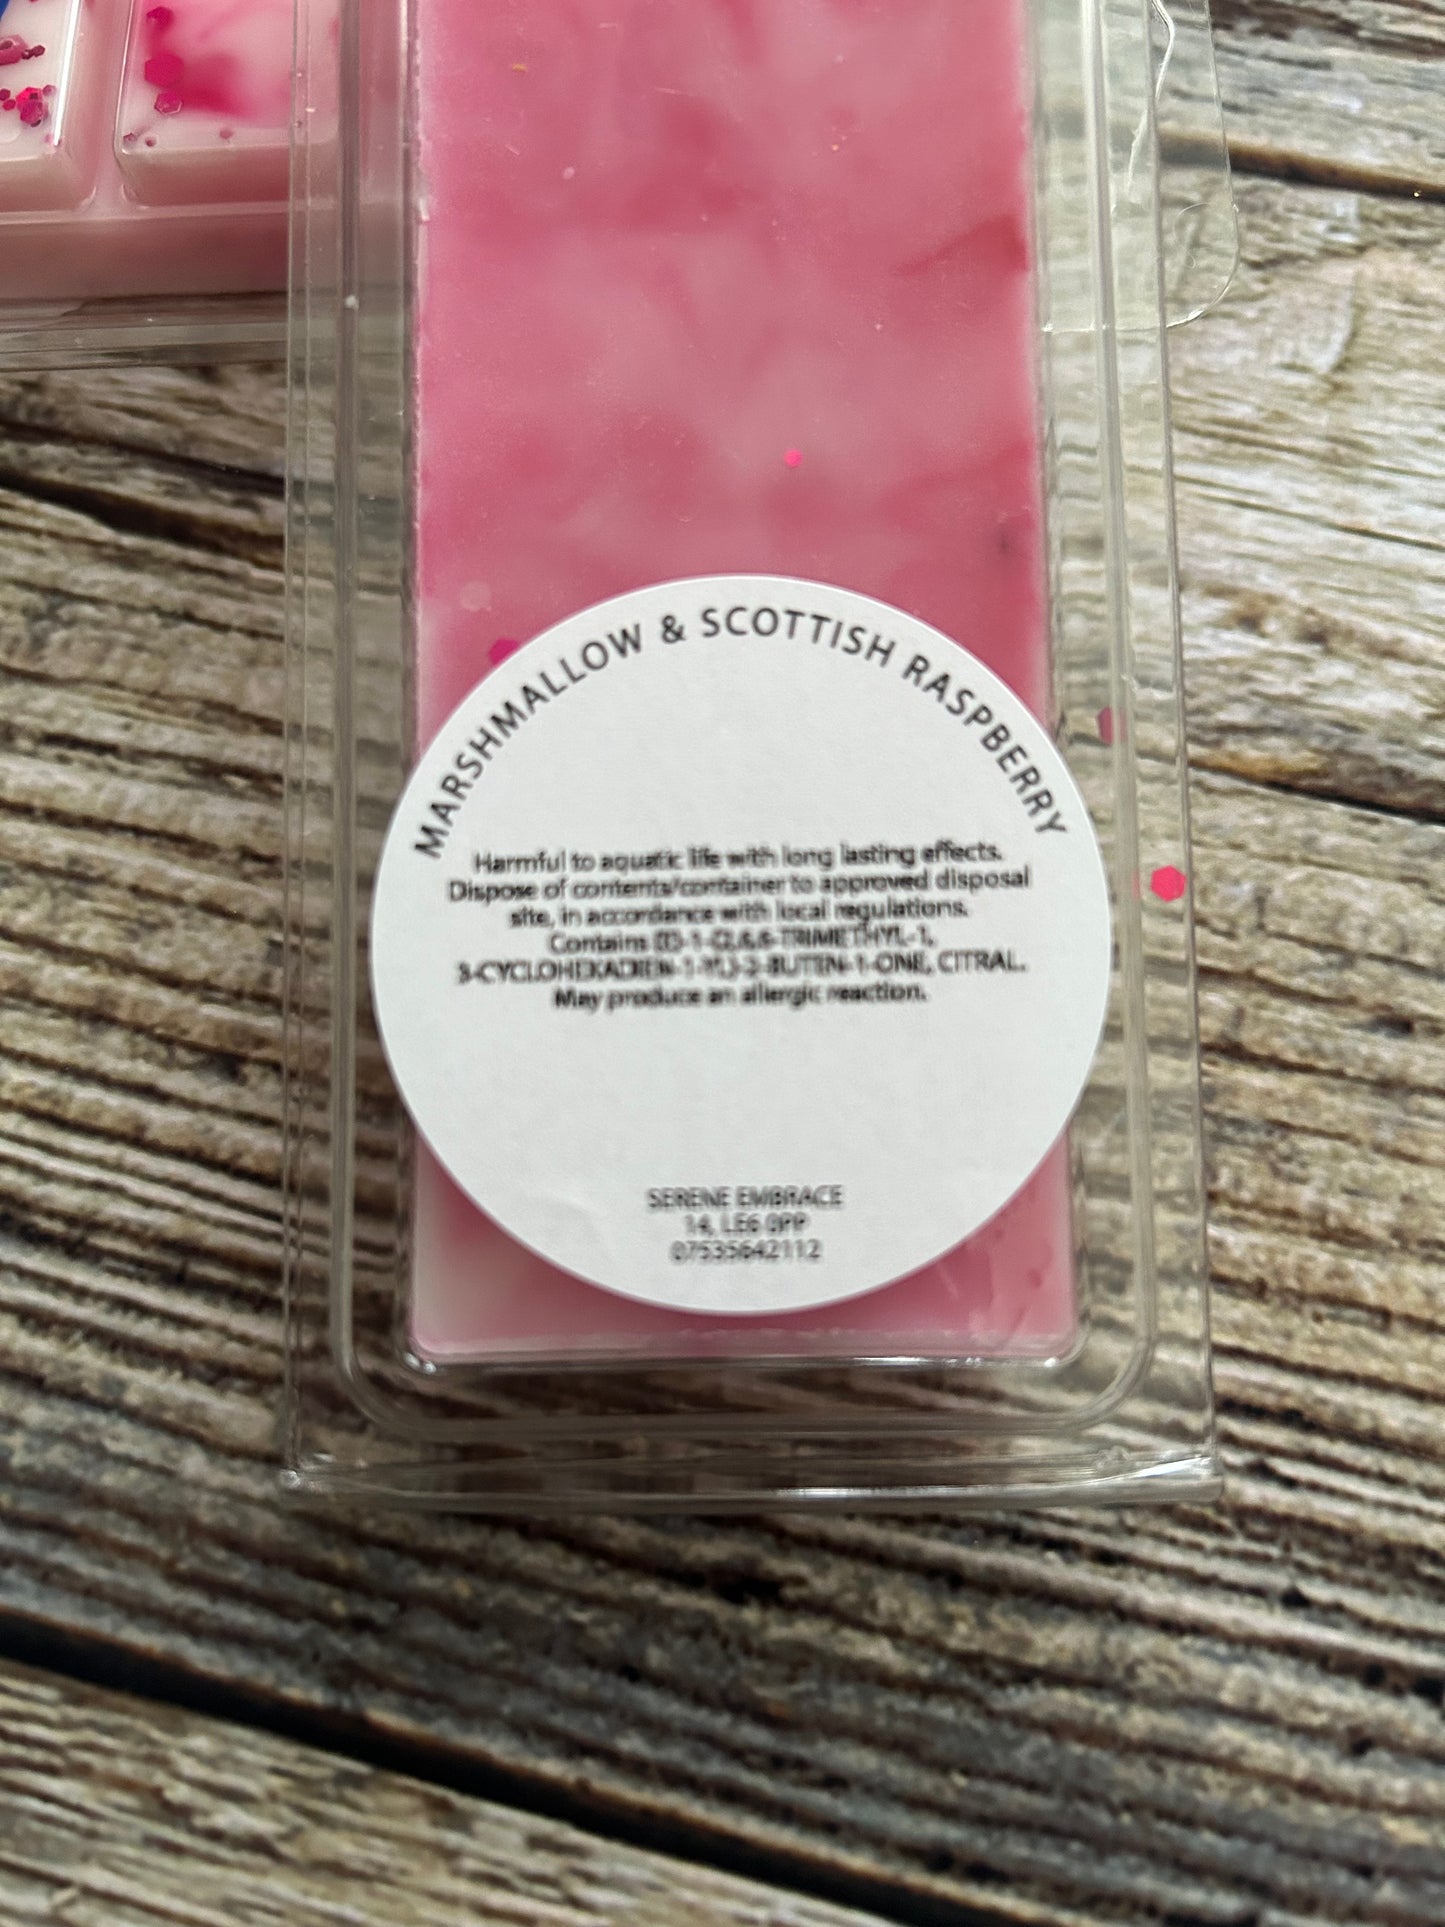 MARSHMALLOW & SCOTTISH RASPBERRY
Harmful to aquatic life with long lasting effects.
Dispose of contents/container to approved disposal
site, in accordance with local regulations.
Contains (E)-1-(2,6,6-TRIMETHYL-1,
3-CYCLOHEXADIEN-1-YL)-2-BUTEN-1-ONE, CITRAL.
May produce an allergic reaction.
SERENE EMBRACE
14, LE6 0PP
07535642112